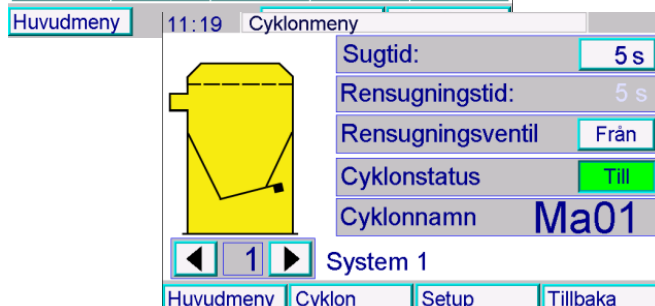 Huvudmeny
11:19 Cyklonmeny
Sugtid: 5 s
Rensugningstid: 5 s
Rensugningsventil Från
Cyklonstatus Till
Cyklonnamn Ma01
1 System 1
Huvudmeny Cyklon Setup Tillbaka